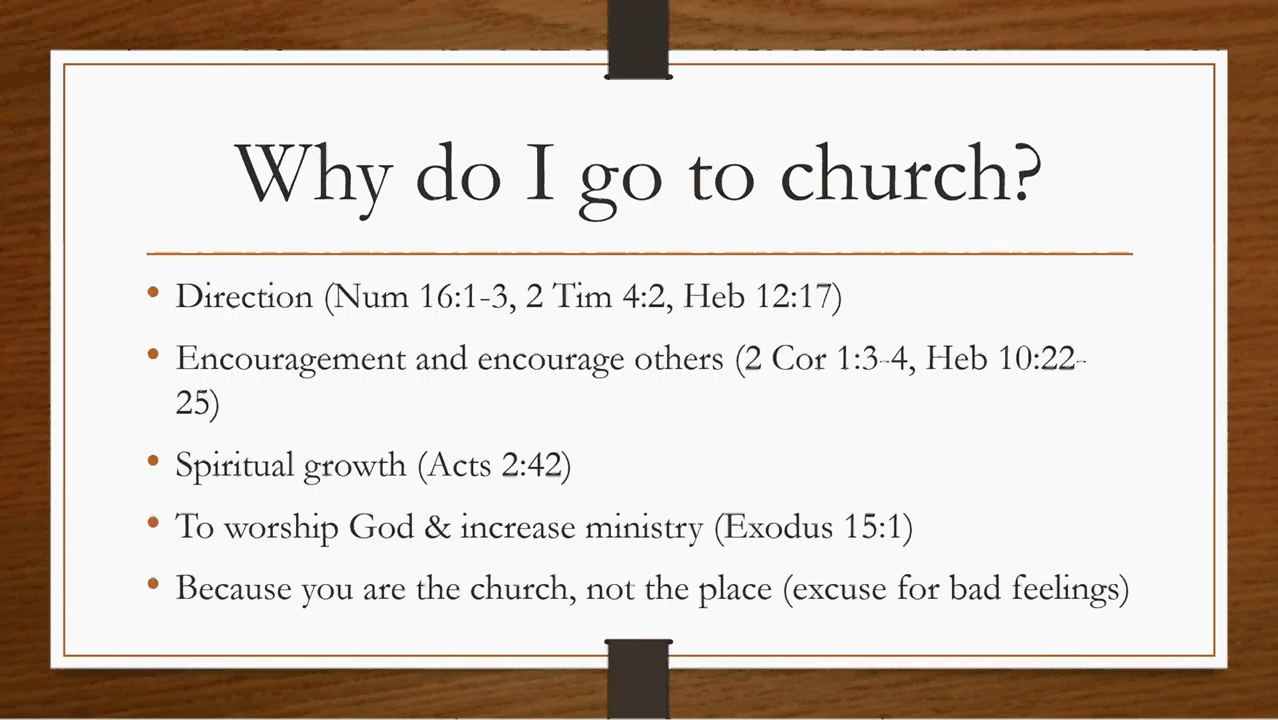 Why do I go to church?
• Direction (Num 16:1-3, 2 Tim 4:2, Heb 12:17)
• Encouragement and encourage others (2 Cor 1:3-4, Heb 10:22-
25)
• Spiritual growth (Acts 2:42)
• To worship God & increase ministry (Exodus 15:1)
• Because you are the church, not the place (excuse for bad feelings)